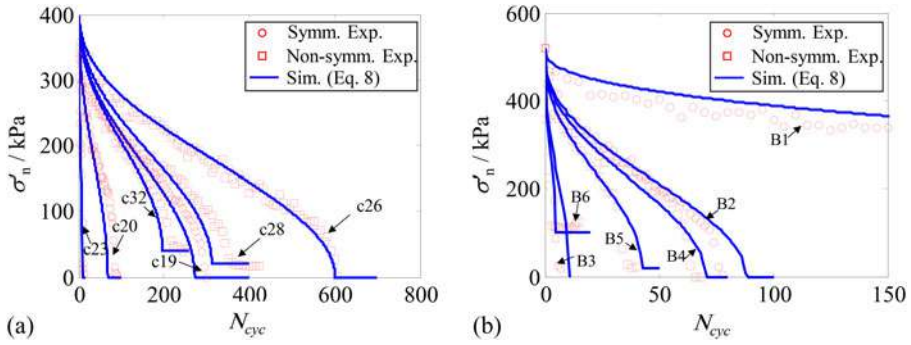 400
300
200
100
0
σ'n / kPa
Symm. Exp.
Non-symm. Exp.
Sim. (Eq. 8)
c32
c26
c23
c20
c28
c19
0 200 400 600 800
(a)
Ncyc
600
400
200
0
σ'n / kPa
Symm. Exp.
Non-symm. Exp.
Sim. (Eq. 8)
B1
B6
B2
B5
B4
B3
0 50 100 150
(b)
Ncyc